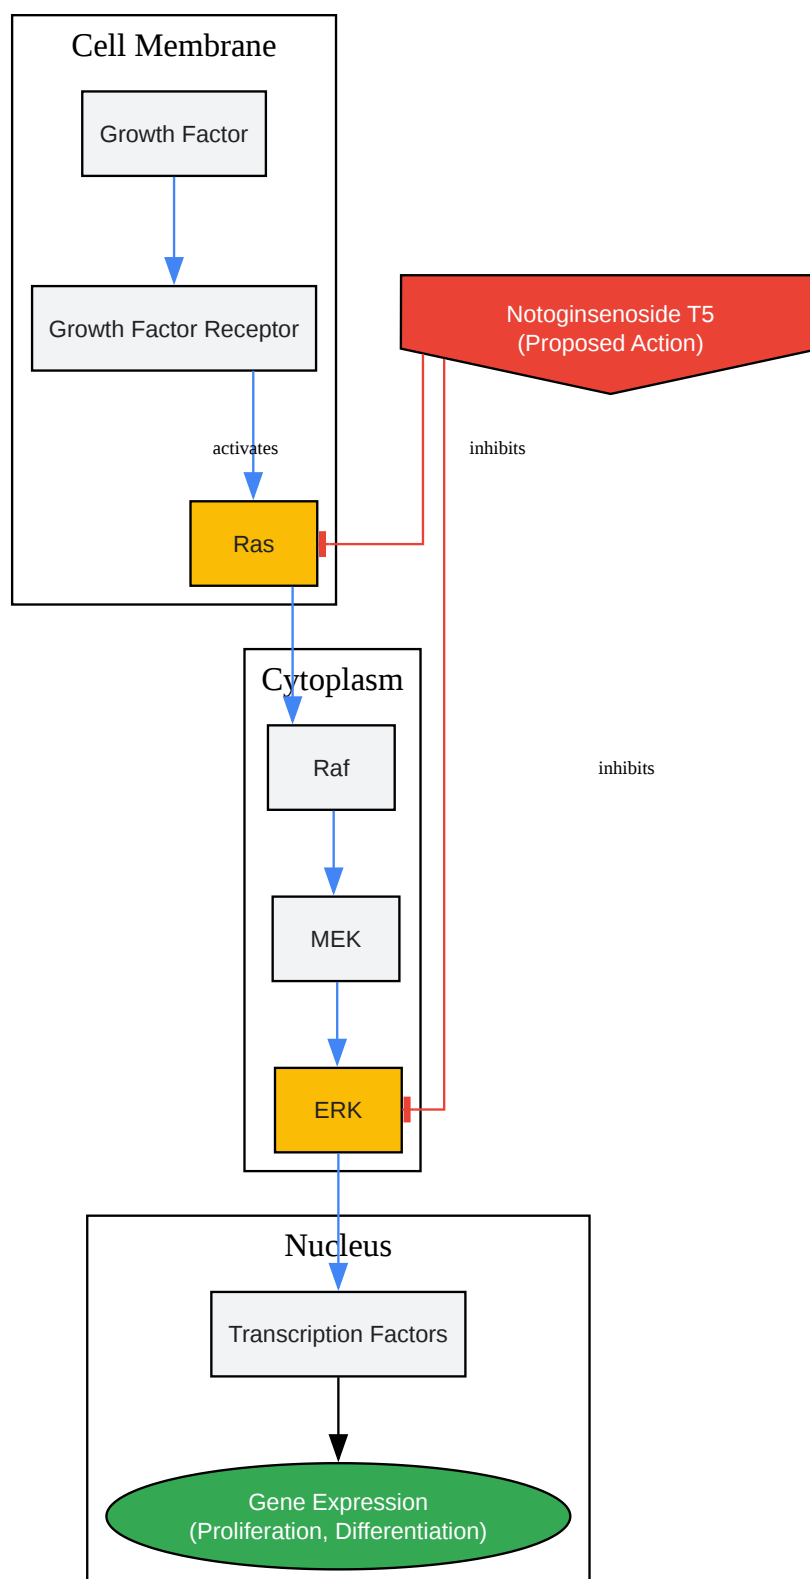 Cell Membrane
Growth Factor
Growth Factor Receptor
Notoginsenoside T5
(Proposed Action)
activates
inhibits
Ras
Cytoplasm
Raf
inhibits
MEK
ERK
Nucleus
Transcription Factors
Gene Expression
(Proliferation, Differentiation)